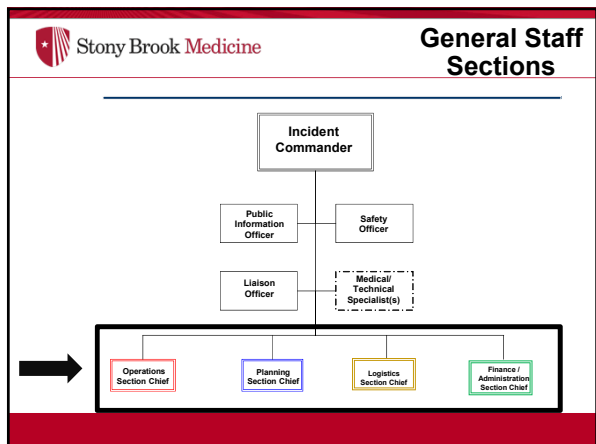 Stony Brook Medicine
General Staff
Sections
Incident
Commander
Public
Information
Officer
Safety
Officer
Liaison
Officer
Medical/
Technical
Specialist(s)
Operations
Section Chief
Planning
Section Chief
Logistics
Section Chief
Finance /
Administration
Section Chief